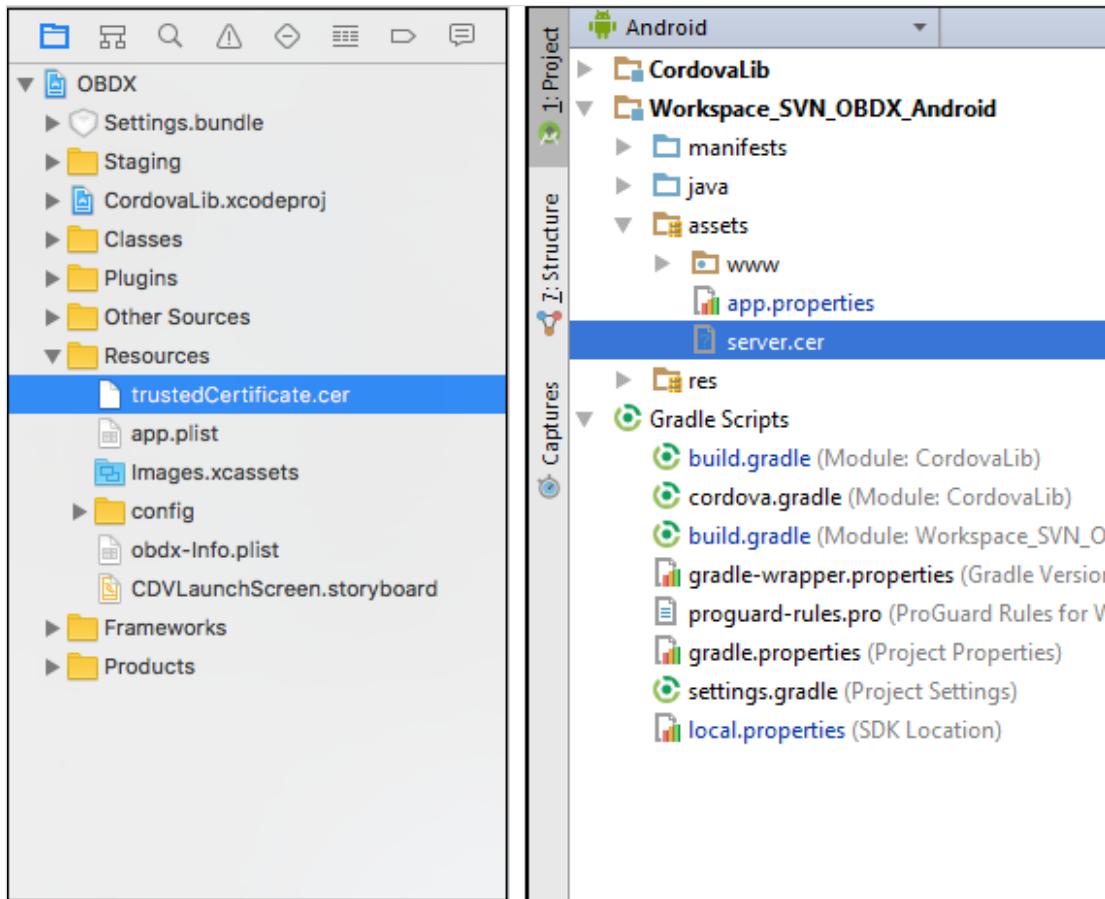 OBDX
Settings.bundle
Staging
CordovaLib.xcodeproj
Classes
Plugins
Other Sources
Resources
trustedCertificate.cer
app.plist
Images.xcassets
config
obdx-Info.plist
CDVLaunchScreen.storyboard
Frameworks
Products
1: Project
7: Structure
Captures
Android
CordovaLib
Workspace_SVN_OBDX_Android
manifests
java
assets
www
app.properties
server.cer
res
Gradle Scripts
build.gradle (Module: CordovaLib)
cordova.gradle (Module: CordovaLib)
build.gradle (Module: Workspace_SVN_O
gradle-wrapper.properties (Gradle Version
proguard-rules.pro (ProGuard Rules for W
gradle.properties (Project Properties)
settings.gradle (Project Settings)
local.properties (SDK Location)